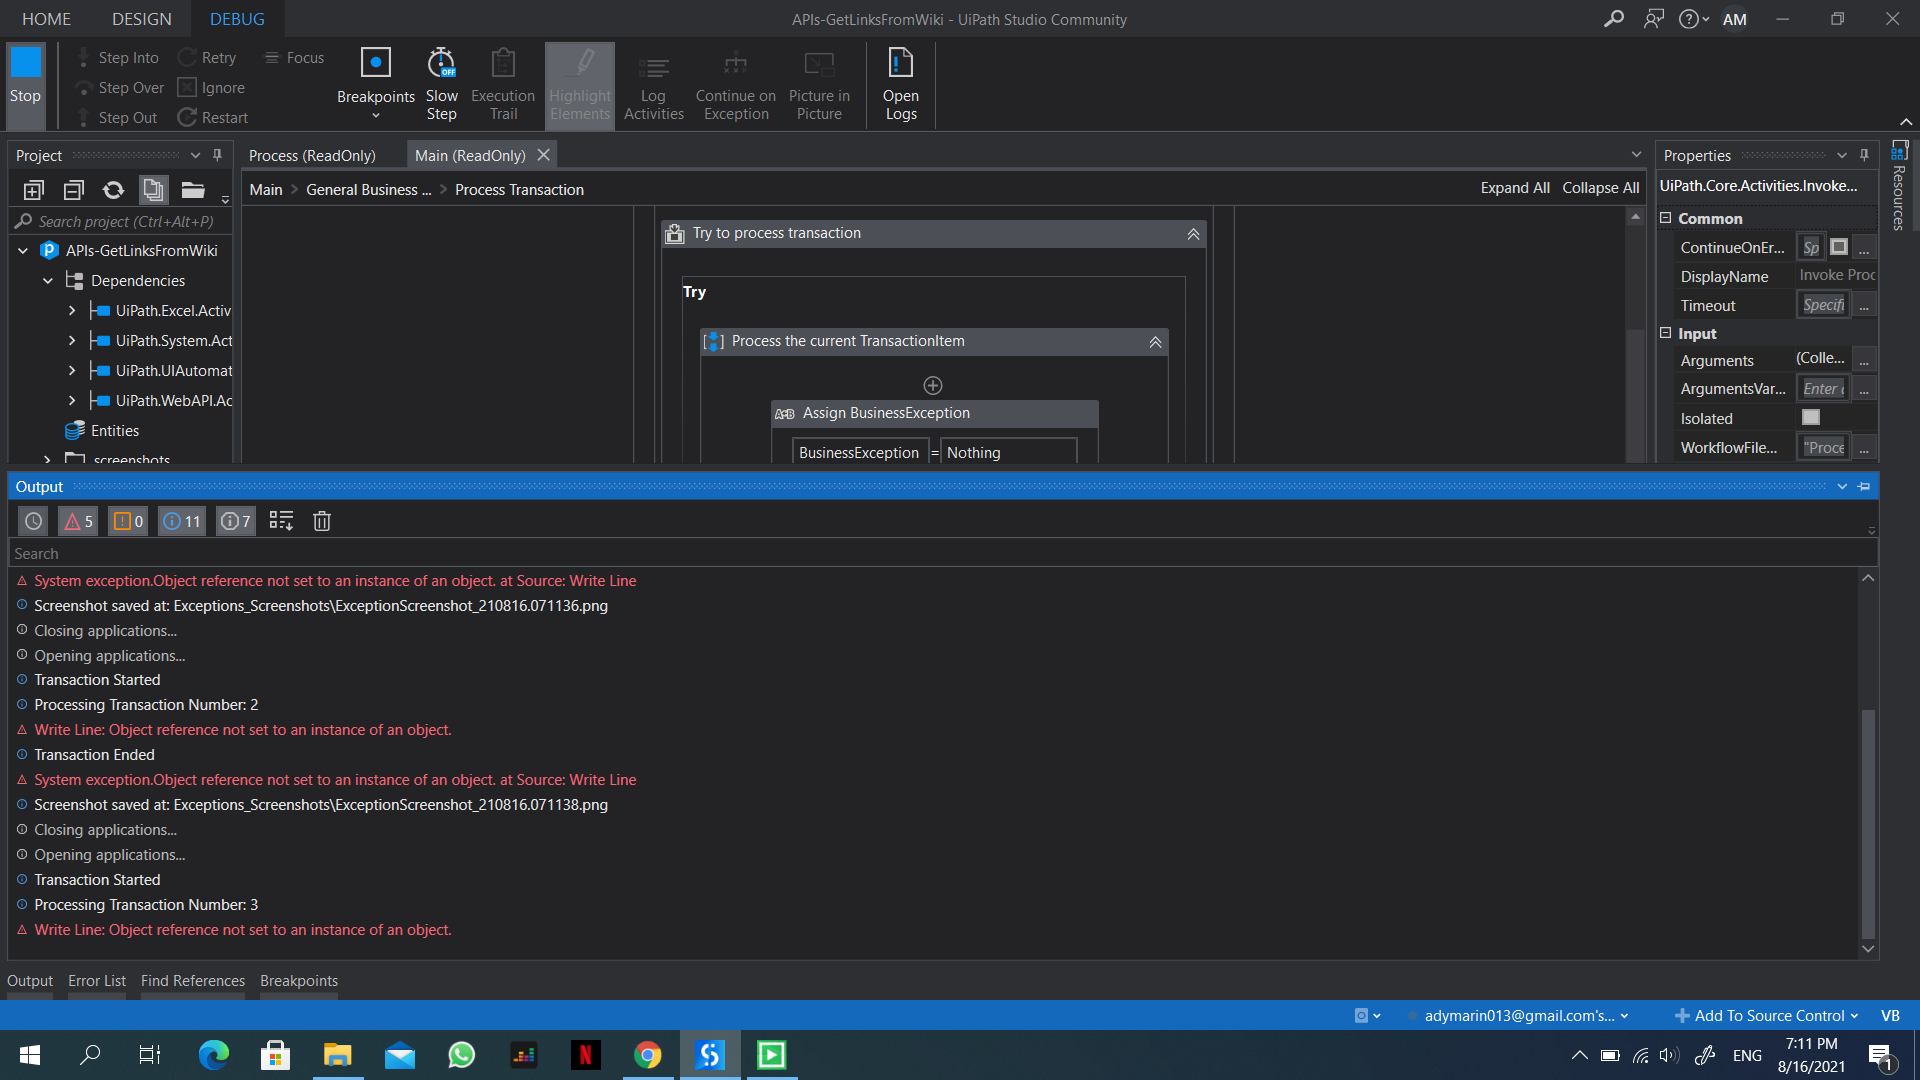 HOME DESIGN DEBUG
APIs-GetLinksFromWiki - UiPath Studio Community
AM
Stop
Step Into
Step Over
Step Out
Retry
Ignore
Restart
Focus
Breakpoints
Slow
Step
OFF
Execution
Trail
Highlight
Elements
Log
Activities
Continue on
Exception
Picture in
Picture
Open
Logs
Project
Search project (Ctrl+Alt+P)
APIs-GetLinksFromWiki
Dependencies
UiPath.Excel.Activ
UiPath.System.Act
UiPath.UIAutomat
UiPath.WebAPI.Ac
Entities
screenshots
Process (ReadOnly)
Main (ReadOnly)
Main > General Business ... > Process Transaction
Expand All Collapse All
Try to process transaction
Try
Process the current TransactionItem
A=B Assign BusinessException
BusinessException = Nothing
Properties
UiPath.Core.Activities.Invoke...
Common
ContinueOnEr... Sp ...
DisplayName Invoke Proc
Timeout Specifi ...
Input
Arguments (Colle... ...
ArgumentsVar... Enter ...
Isolated
WorkflowFile... "Proce ...
Resources
Output
5
0
11
7
Search
System exception.Object reference not set to an instance of an object. at Source: Write Line
Screenshot saved at: Exceptions_Screenshots\ExceptionScreenshot_210816.071136.png
Closing applications...
Opening applications...
Transaction Started
Processing Transaction Number: 2
Write Line: Object reference not set to an instance of an object.
Transaction Ended
System exception.Object reference not set to an instance of an object. at Source: Write Line
Screenshot saved at: Exceptions_Screenshots\ExceptionScreenshot_210816.071138.png
Closing applications...
Opening applications...
Transaction Started
Processing Transaction Number: 3
Write Line: Object reference not set to an instance of an object.
Output Error List Find References Breakpoints
adymarin013@gmail.com's...
Add To Source Control
VB
ENG
7:11 PM
8/16/2021
1